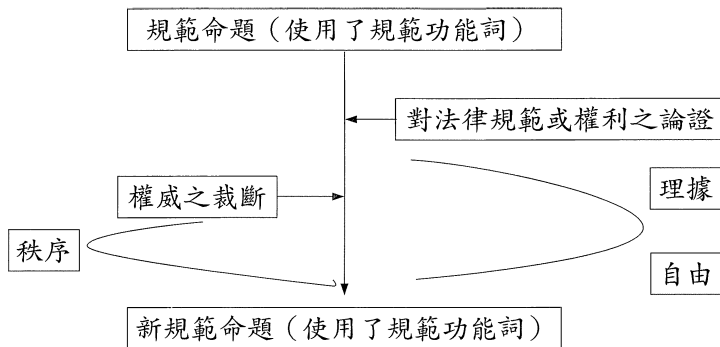 規範命題（使用了規範功能詞）
對法律規範或權利之論證
權威之裁斷
理據
秩序
自由
新規範命題（使用了規範功能詞）